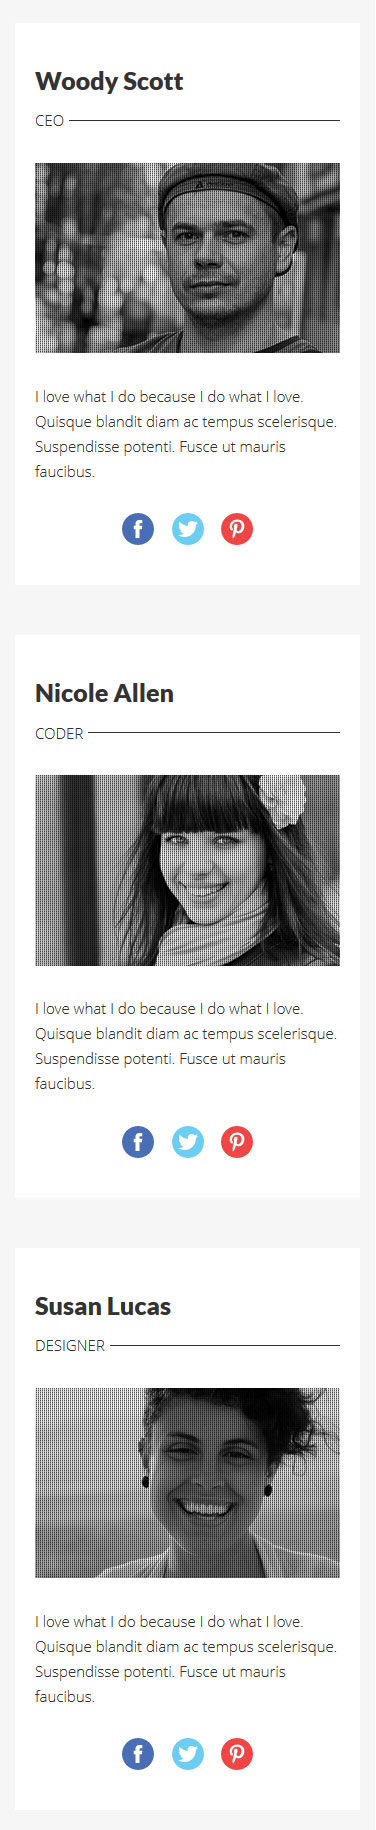 Woody Scott
CEO
I love what I do because I do what I love.
Quisque blandit diam ac tempus scelerisque.
Suspendisse potenti. Fusce ut mauris
faucibus.
Nicole Allen
CODER
I love what I do because I do what I love.
Quisque blandit diam ac tempus scelerisque.
Suspendisse potenti. Fusce ut mauris
faucibus.
Susan Lucas
DESIGNER
I love what I do because I do what I love.
Quisque blandit diam ac tempus scelerisque.
Suspendisse potenti. Fusce ut mauris
faucibus.